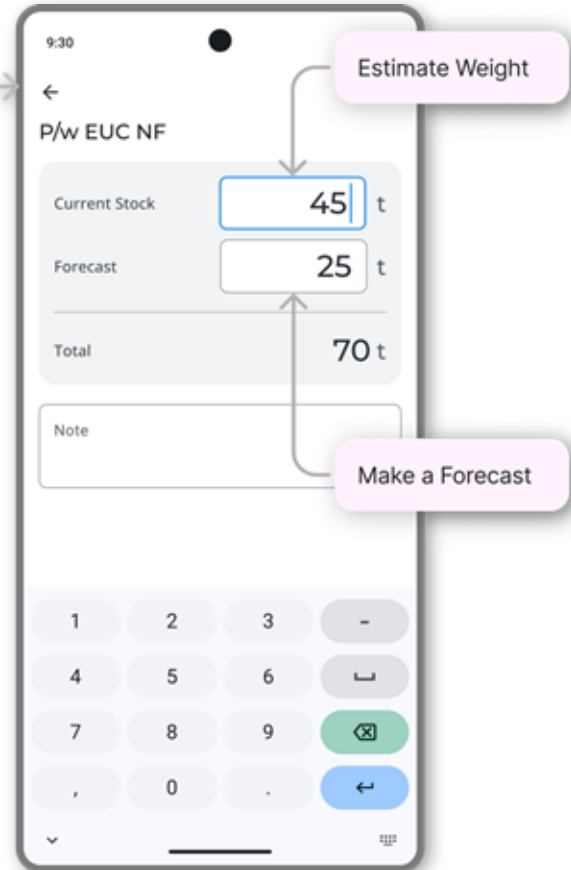 9:30
Estimate Weight
P/w EUC NF
Current Stock 45 t
Forecast 25 t
Total 70 t
Note
Make a Forecast
1 2 3 -
4 5 6
7 8 9
, 0 .